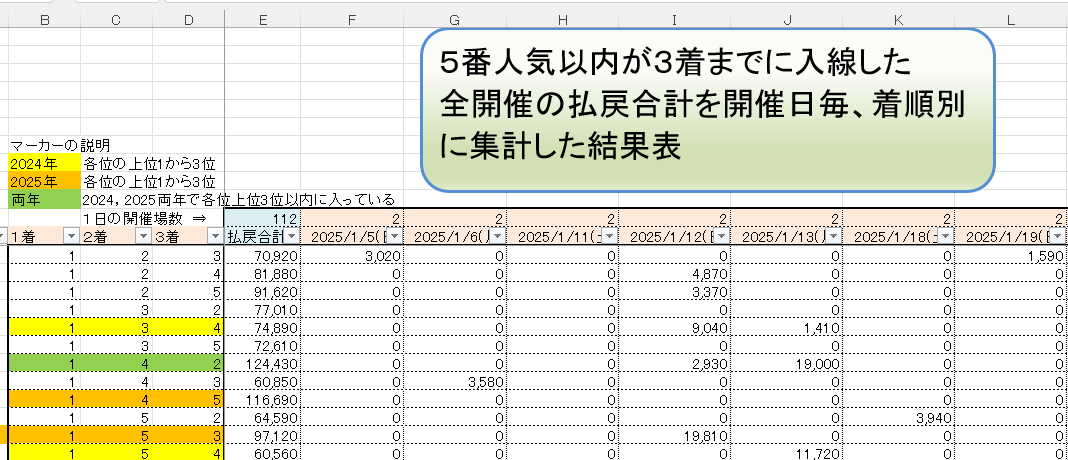 B C D E F G H I J K L
5番人気以内が3着までに入線した
全開催の払戻合計を開催日毎、着順別
に集計した結果表
マーカーの説明
2024年 各位の上位1から3位
2025年 各位の上位1から3位
両年 2024，2025両年で各位上位3位以内に入っている
1日の開催場数 ⇒ 112 2 2 2 2 2 2 2
1着 2着 3着 払戻合計 2025/1/5(日 2025/1/6(月 2025/1/11(土 2025/1/12(日 2025/1/13(月 2025/1/18(土 2025/1/19(日
1 2 3 70,920 3,020 0 0 0 0 0 1,590
1 2 4 81,880 0 0 0 4,870 0 0 0
1 2 5 91,620 0 0 0 3,370 0 0 0
1 3 2 77,010 0 0 0 0 0 0 0
1 3 4 74,890 0 0 0 9,040 1,410 0 0
1 3 5 72,610 0 0 0 0 0 0 0
1 4 2 124,430 0 0 0 2,930 19,000 0 0
1 4 3 60,850 0 3,580 0 0 0 0 0
1 4 5 116,690 0 0 0 0 0 0 0
1 5 2 64,590 0 0 0 0 0 3,940 0
1 5 3 97,120 0 0 0 19,810 0 0 0
1 5 4 60,560 0 0 0 0 11,720 0 0